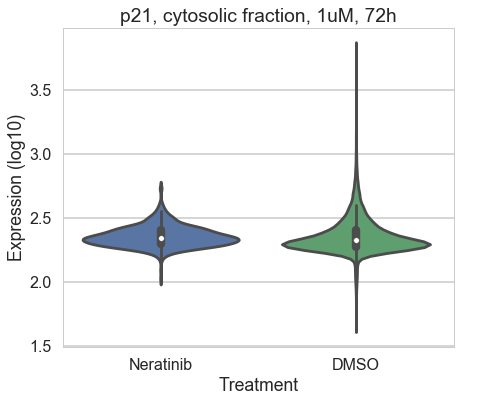 p21, cytosolic fraction, 1uM, 72h
Expression (log10)
3.5
3.0
2.5
2.0
1.5
Neratinib DMSO
Treatment